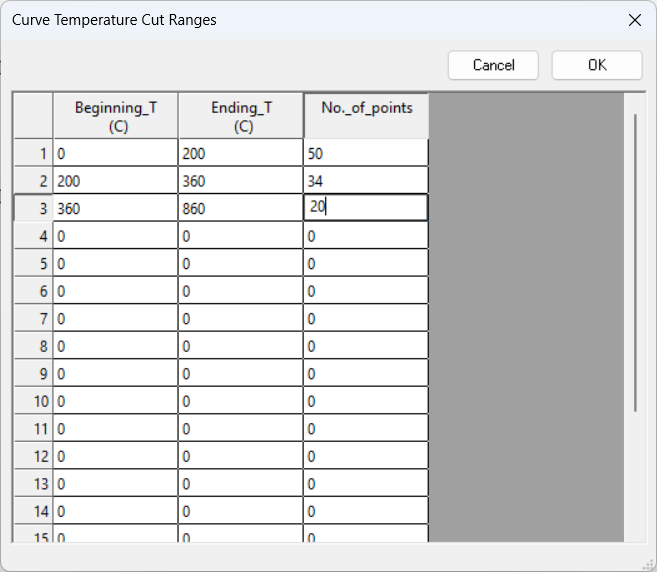 Curve Temperature Cut Ranges
Cancel OK
Beginning_T Ending_T No._of_points
(C) (C)
1 0 200 50
2 200 360 34
3 360 860 20
4 0 0 0
5 0 0 0
6 0 0 0
7 0 0 0
8 0 0 0
9 0 0 0
10 0 0 0
11 0 0 0
12 0 0 0
13 0 0 0
14 0 0 0
15 0 0 0